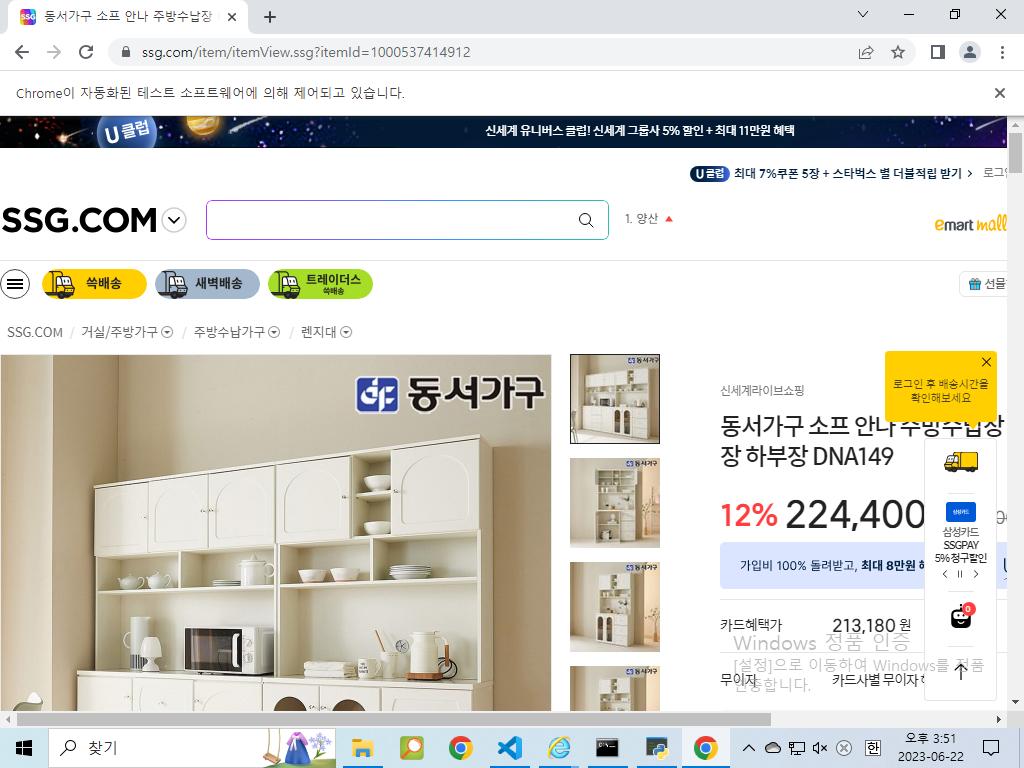 동서가구 소프 안나 주방수납장
ssg.com/item/itemView.ssg?itemId=1000537414912
Chrome이 자동화된 테스트 소프트웨어에 의해 제어되고 있습니다.
U클럽
신세계 유니버스 클럽! 신세계 그룹사 5% 할인 + 최대 11만원 혜택
U클럽 최대 7%쿠폰 5장 + 스타벅스 별 더블적립 받기 > 로그인
SSG.COM
1. 양산
emart mall
쓱배송
새벽배송
트레이더스
쓱배송
선물
SSG.COM / 거실/주방가구 / 주방수납가구 / 렌지대
동서가구
신세계라이브쇼핑
로그인 후 배송시간을
확인해보세요
동서가구 소프 안나 주방수납장
장 하부장 DNA149
12% 224,400
삼성카드
삼성카드
SSGPAY
5% 청구할인
가입비 100% 돌려받고, 최대 8만원
카드혜택가 213,180 원
0
Windows 정품 인증
[설정]으로 이동하여 Windows를 정품
인증합니다.
무이자 카드사별 무이자
찾기
한
오후 3:51
2023-06-22